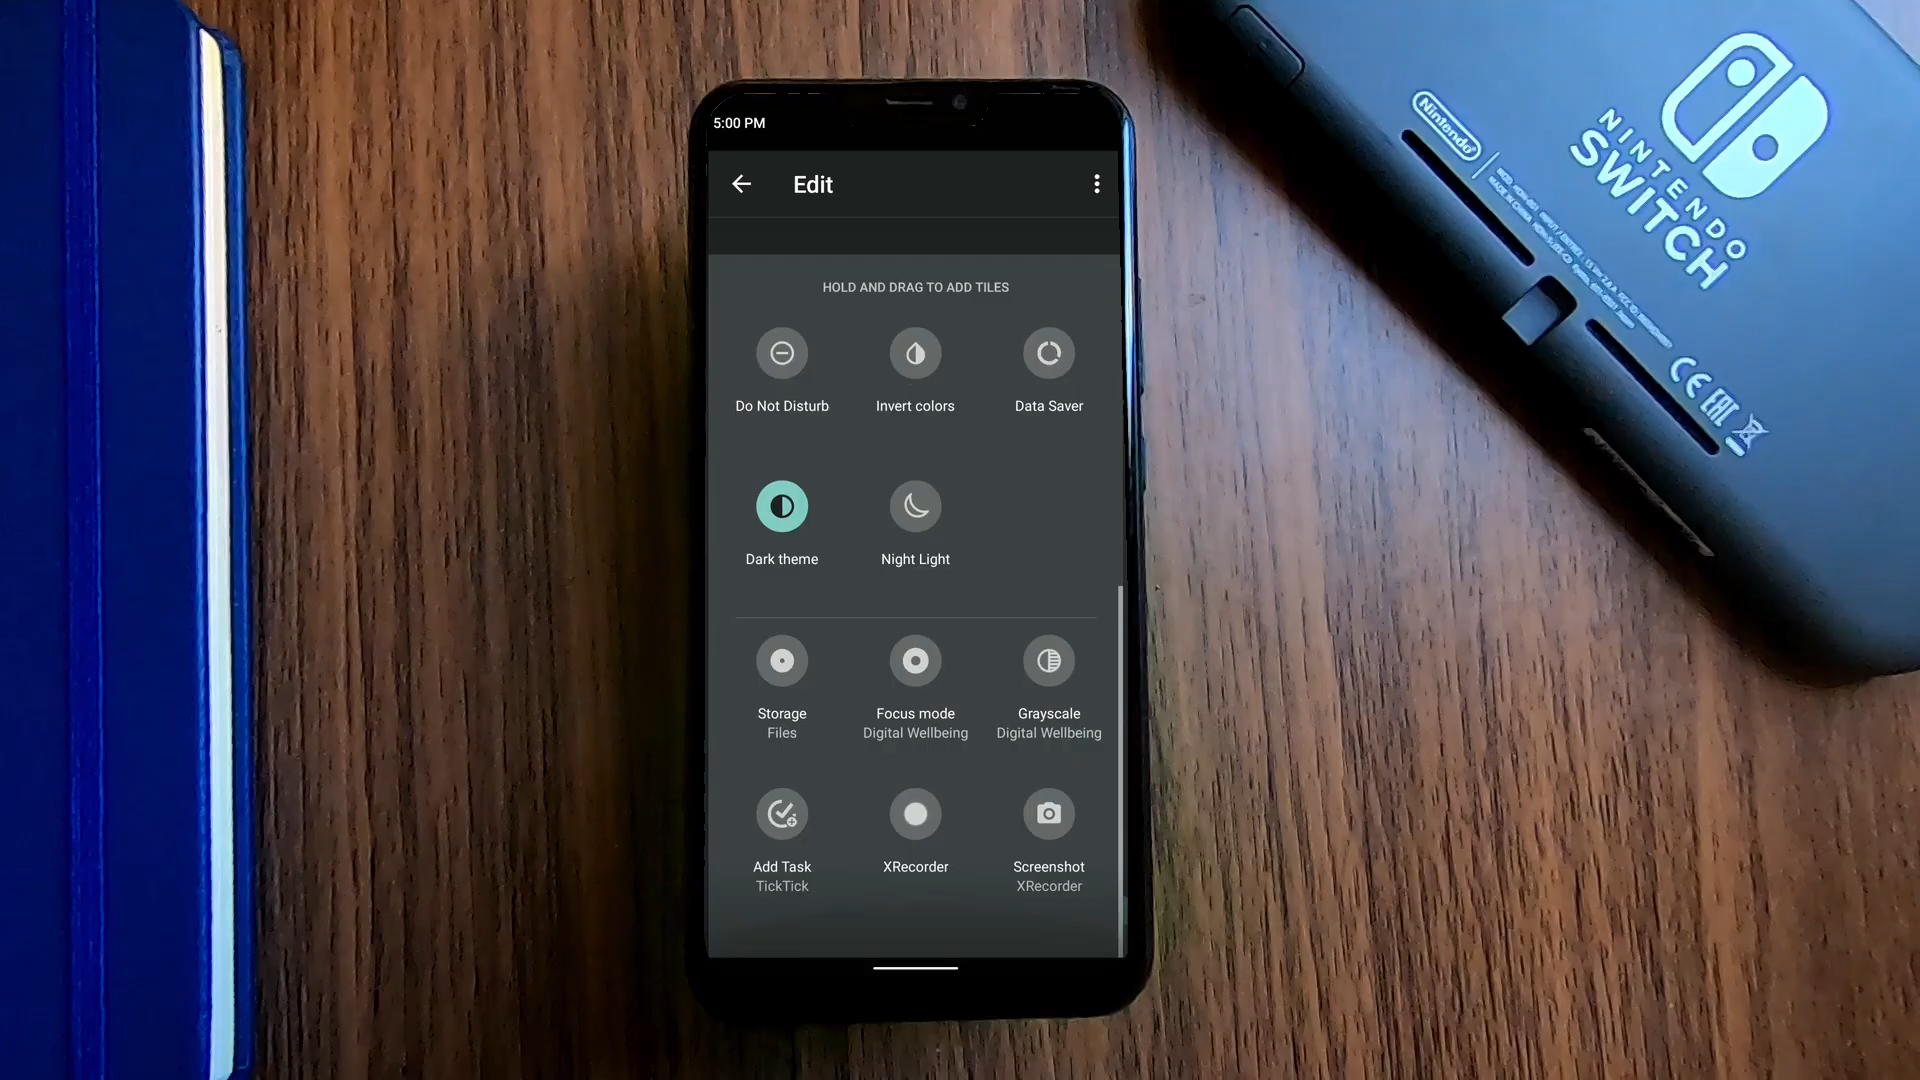 5:00 PM
Edit
HOLD AND DRAG TO ADD TILES
Do Not Disturb
Invert colors
Data Saver
Dark theme
Night Light
Storage
Files
Focus mode
Digital Wellbeing
Grayscale
Digital Wellbeing
Add Task
TickTick
XRecorder
Screenshot
XRecorder
Nintendo
NINTENDO
SWITCH
CE EAC